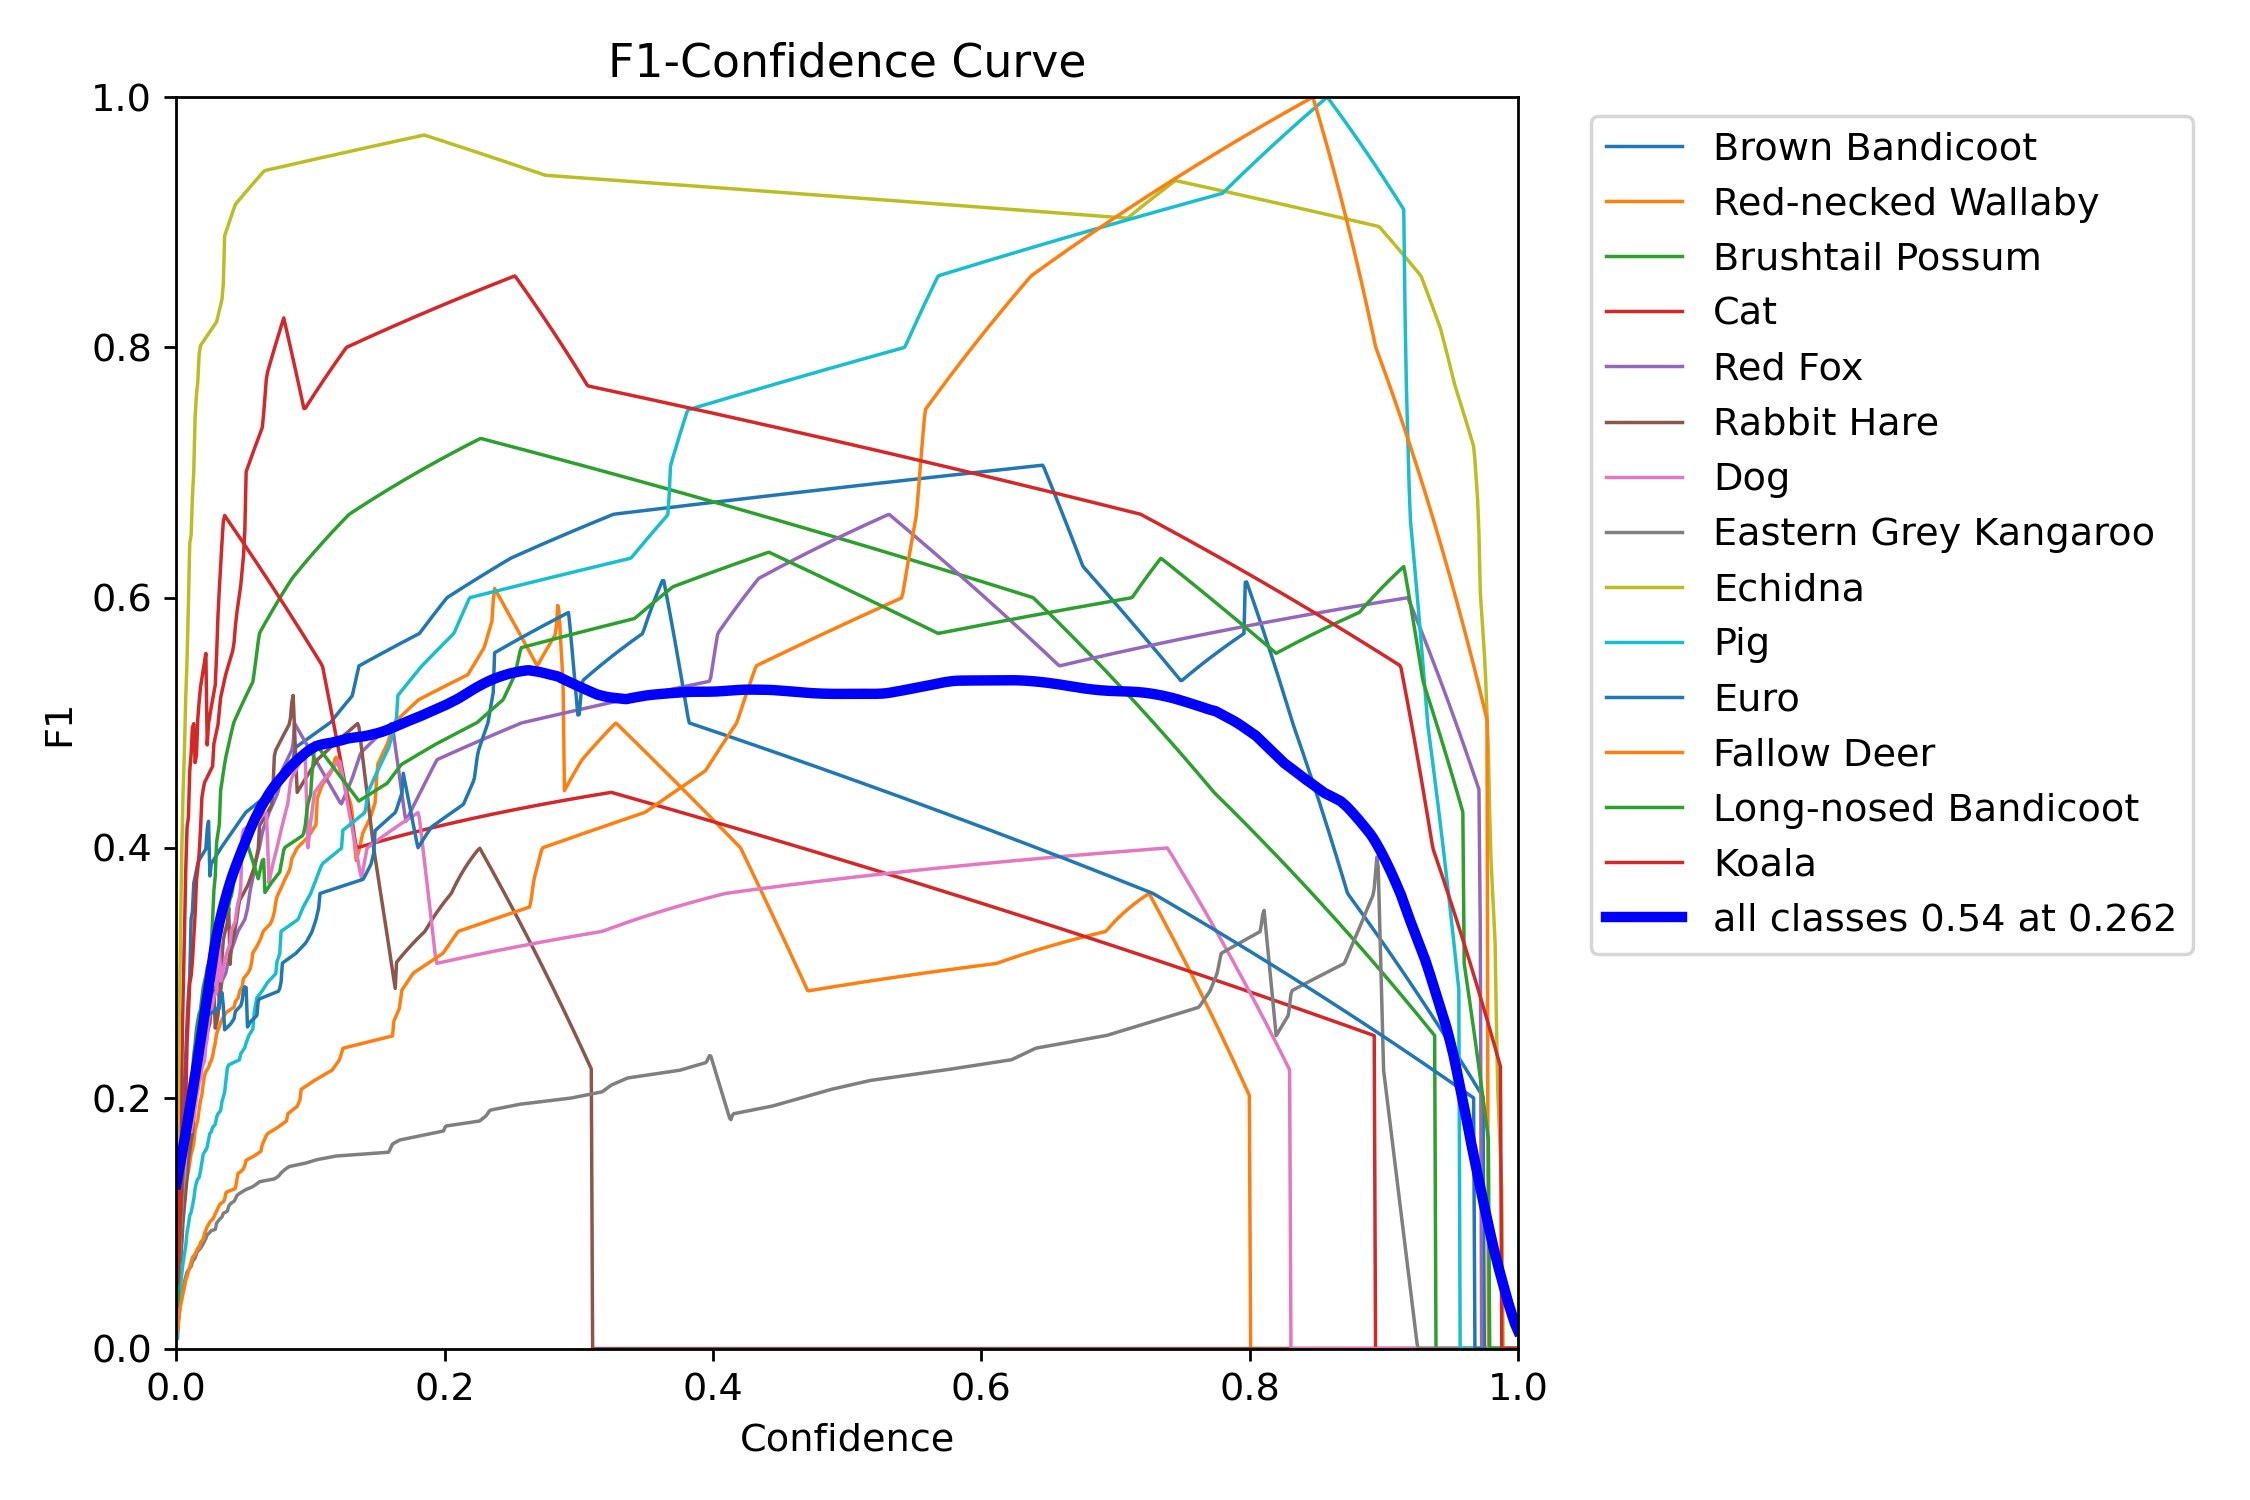 F1-Confidence Curve
1.0
0.8
0.6
0.4
0.2
0.0
F1
0.0 0.2 0.4 0.6 0.8 1.0
Confidence
Brown Bandicoot
Red-necked Wallaby
Brushtail Possum
Cat
Red Fox
Rabbit Hare
Dog
Eastern Grey Kangaroo
Echidna
Pig
Euro
Fallow Deer
Long-nosed Bandicoot
Koala
all classes 0.54 at 0.262